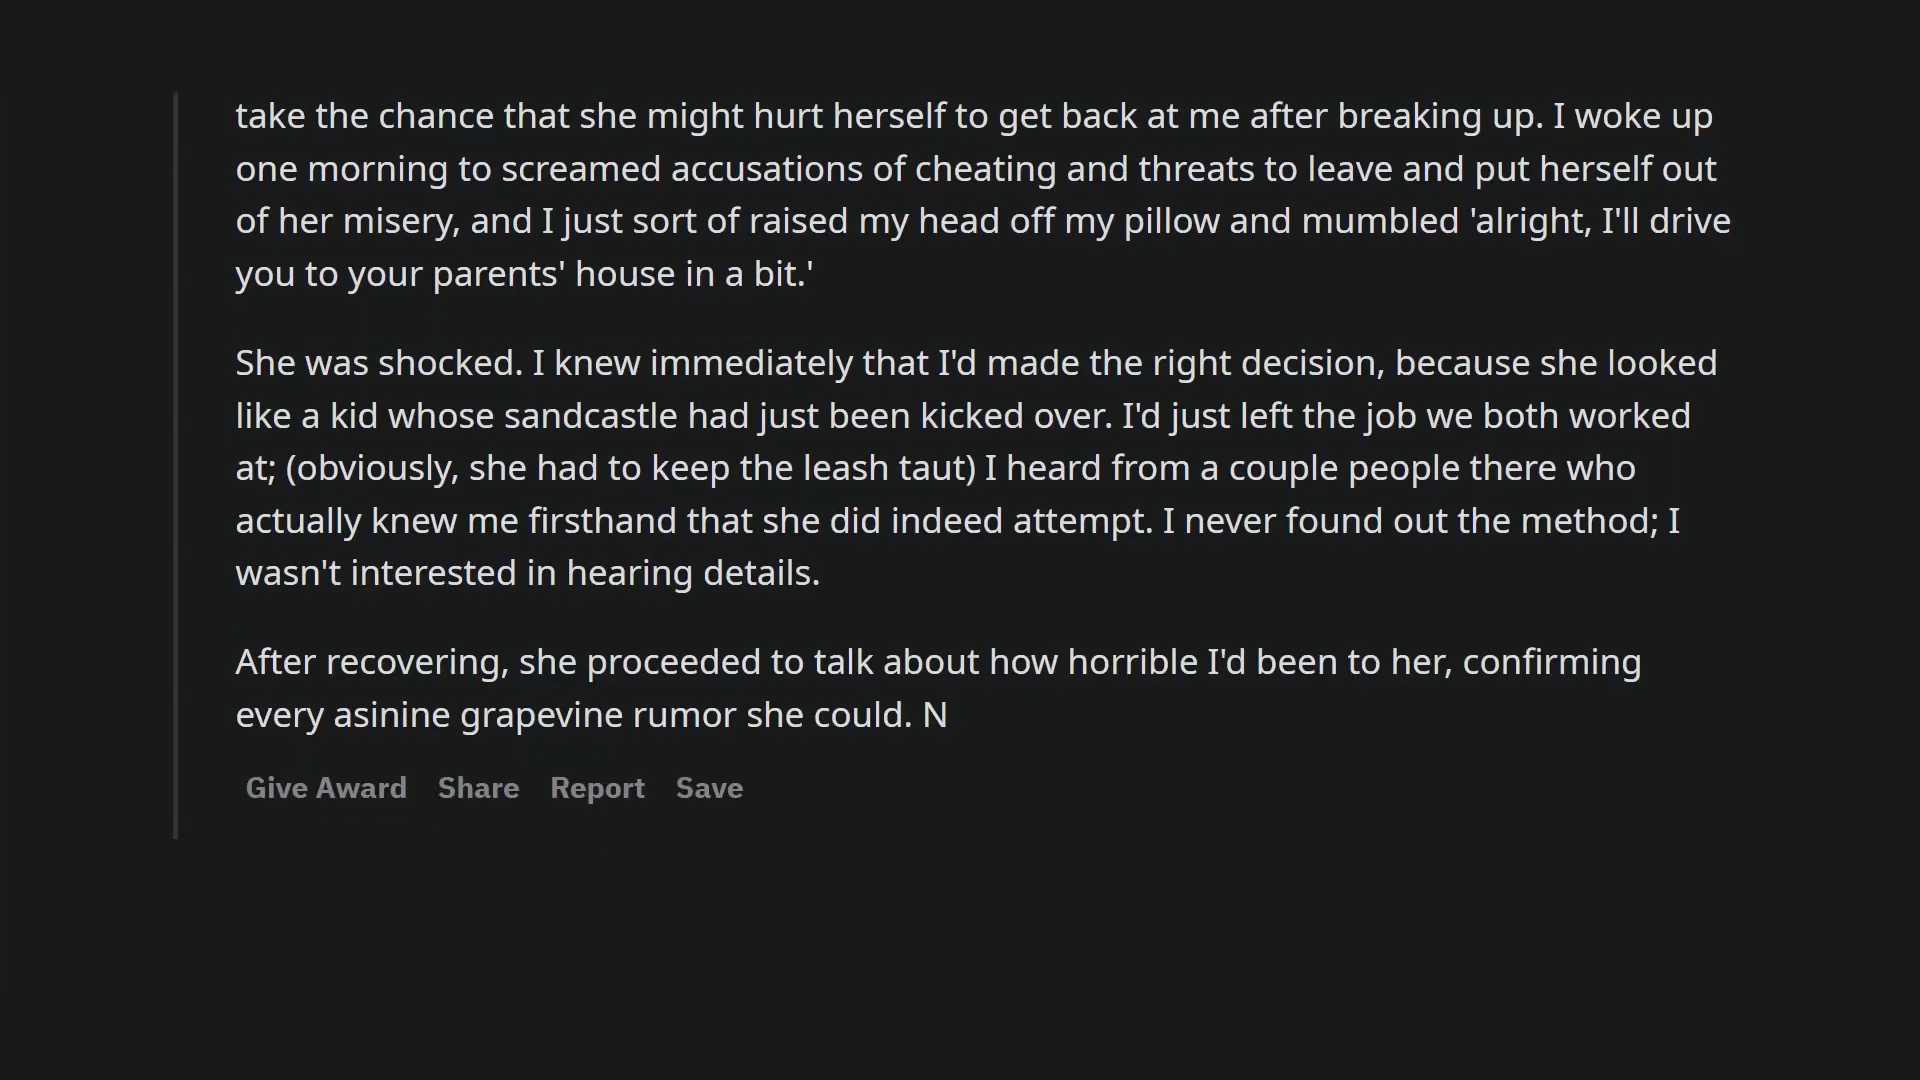 take the chance that she might hurt herself to get back at me after breaking up. I woke up
one morning to screamed accusations of cheating and threats to leave and put herself out
of her misery, and I just sort of raised my head off my pillow and mumbled 'alright, I'll drive
you to your parents' house in a bit.'
She was shocked. I knew immediately that I'd made the right decision, because she looked
like a kid whose sandcastle had just been kicked over. I'd just left the job we both worked
at; (obviously, she had to keep the leash taut) I heard from a couple people there who
actually knew me firsthand that she did indeed attempt. I never found out the method; I
wasn't interested in hearing details.
After recovering, she proceeded to talk about how horrible I'd been to her, confirming
every asinine grapevine rumor she could. N
Give Award Share Report Save